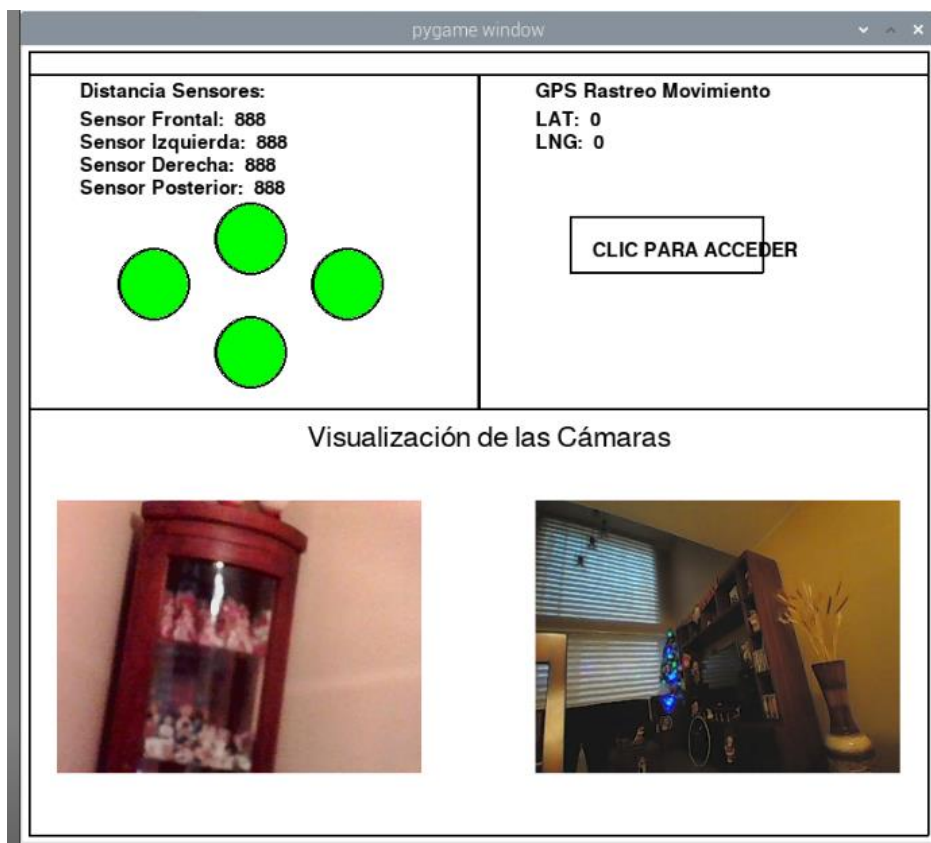 pygame window
Distancia Sensores:
Sensor Frontal: 888
Sensor Izquierda: 888
Sensor Derecha: 888
Sensor Posterior: 888
GPS Rastreo Movimiento
LAT: 0
LNG: 0
CLIC PARA ACCEDER
Visualización de las Cámaras